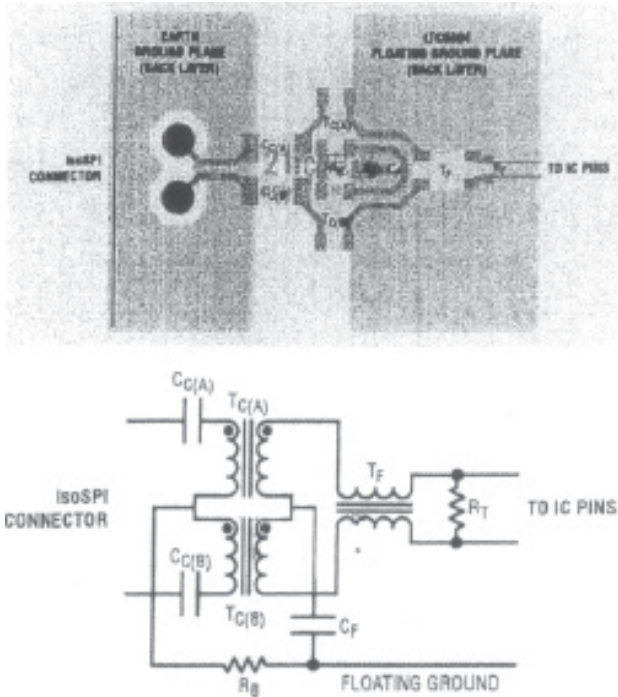 EARTH
GROUND PLANE
(BACK LAYER)
FLOATING GROUND PLANE
(BACK LAYER)
isoSPI
CONNECTOR
TO IC PINS
CC(A)
TC(A)
TF
isoSPI
CONNECTOR
RT
TO IC PINS
CC(B)
TC(B)
CF
RB
FLOATING GROUND